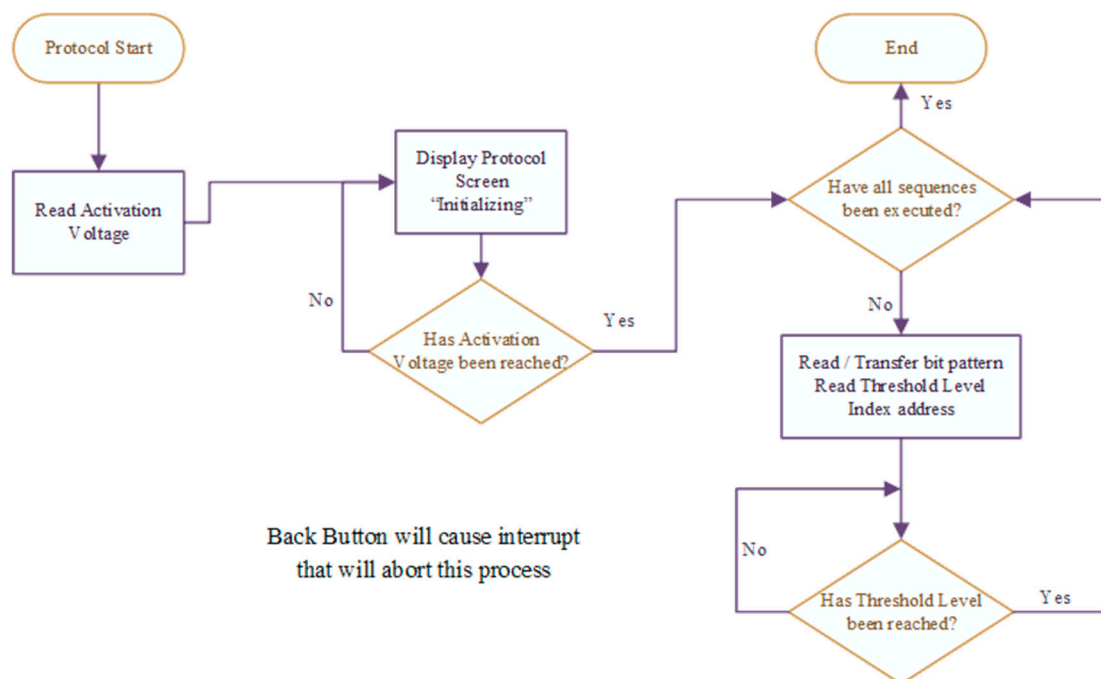 Protocol Start
Read Activation
Voltage
Display Protocol
Screen
“Initializing”
No
Has Activation
Voltage been reached?
Yes
End
Yes
Have all sequences
been executed?
No
Read / Transfer bit pattern
Read Threshold Level
Index address
No
Has Threshold Level
been reached?
Yes
Back Button will cause interrupt
that will abort this process